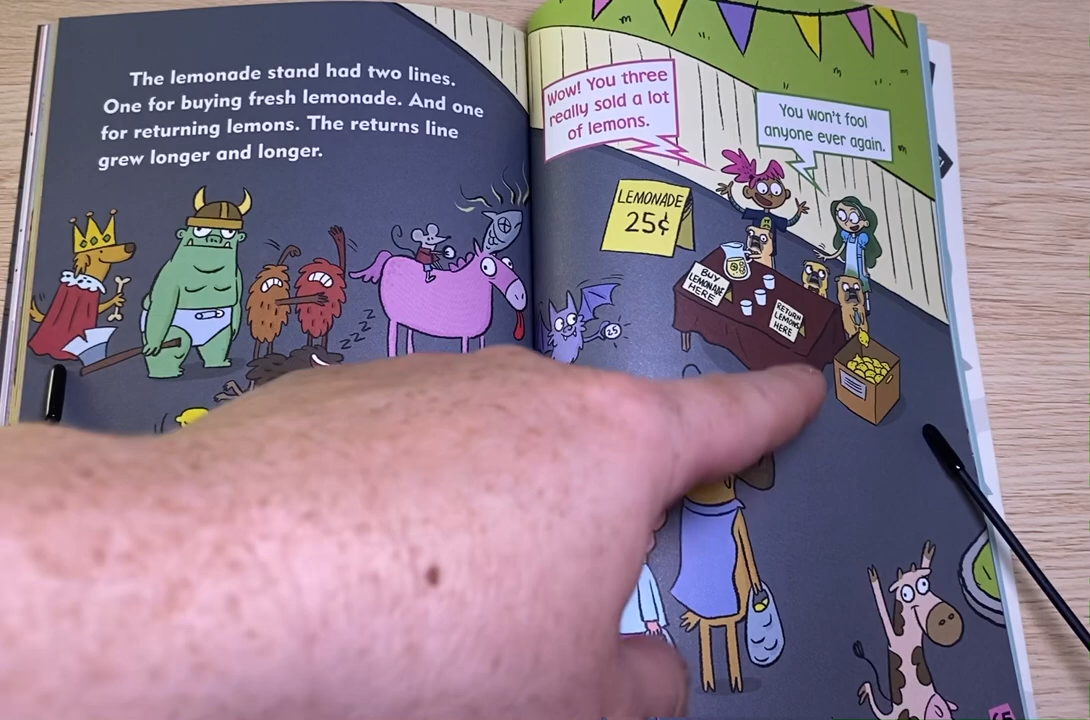 The lemonade stand had two lines.
One for buying fresh lemonade. And one
for returning lemons. The returns line
grew longer and longer.
Wow! You three
really sold a lot
of lemons.
You won't fool
anyone ever again.
LEMONADE
25¢
BUY
LEMONADE
HERE
RETURN
LEMONS
HERE
25
z z z